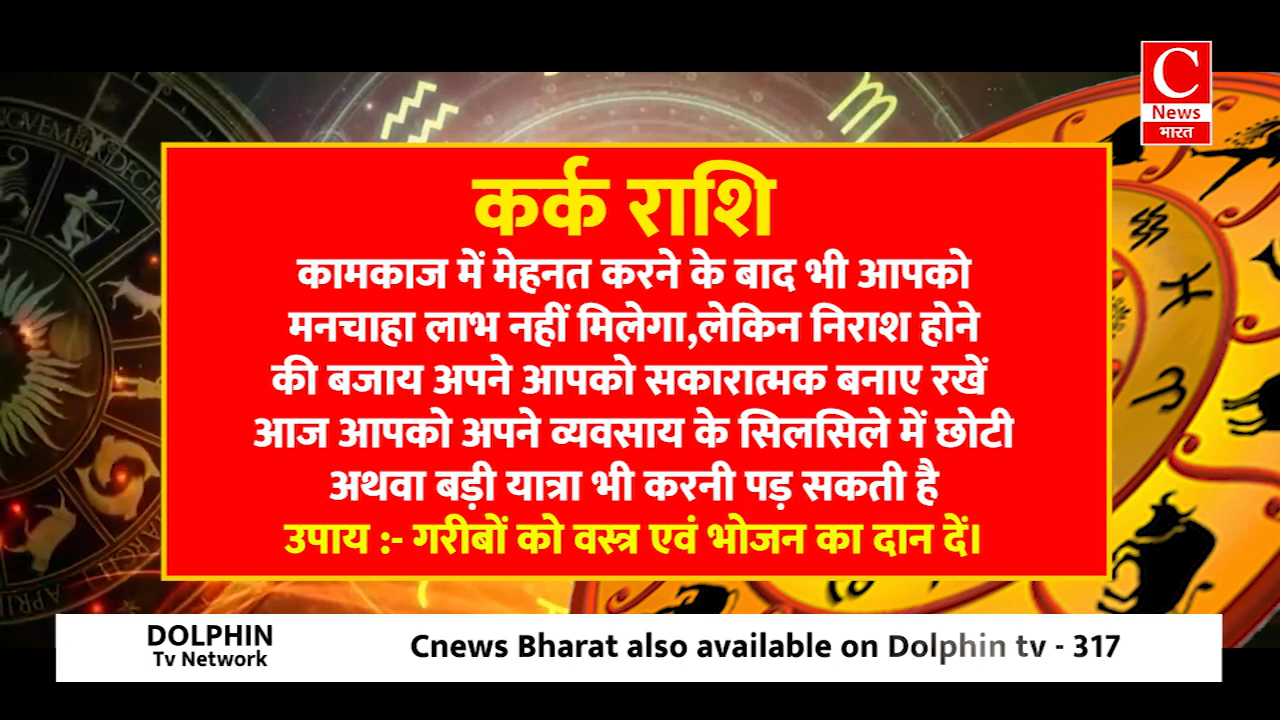 C
News
भारत
कर्क राशि
कामकाज में मेहनत करने के बाद भी आपको
मनचाहा लाभ नहीं मिलेगा,लेकिन निराश होने
की बजाय अपने आपको सकारात्मक बनाए रखें
आज आपको अपने व्यवसाय के सिलसिले में छोटी
अथवा बड़ी यात्रा भी करनी पड़ सकती है
उपाय :- गरीबों को वस्त्र एवं भोजन का दान दें।
DOLPHIN
Tv Network
Cnews Bharat also available on Dolphin tv - 317